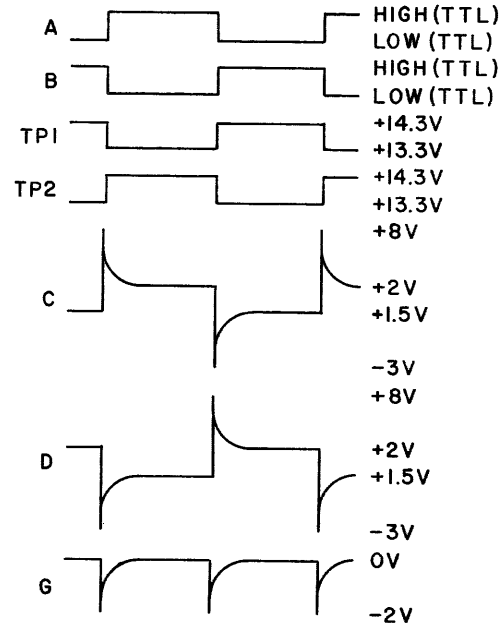 A
HIGH (TTL)
LOW (TTL)
B
HIGH (TTL)
LOW (TTL)
TP1
+14.3V
+13.3V
TP2
+14.3V
+13.3V
C
+8V
+2V
+1.5V
-3V
D
+8V
+2V
+1.5V
-3V
G
0V
-2V